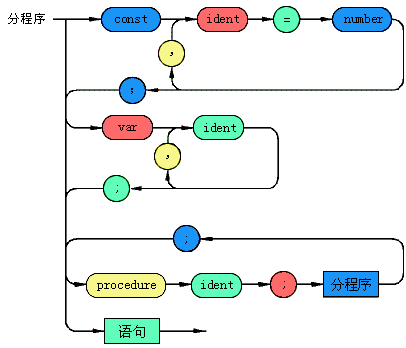 分程序 const ident = number
,
;
var ident
,
;
;
procedure ident ; 分程序
语句